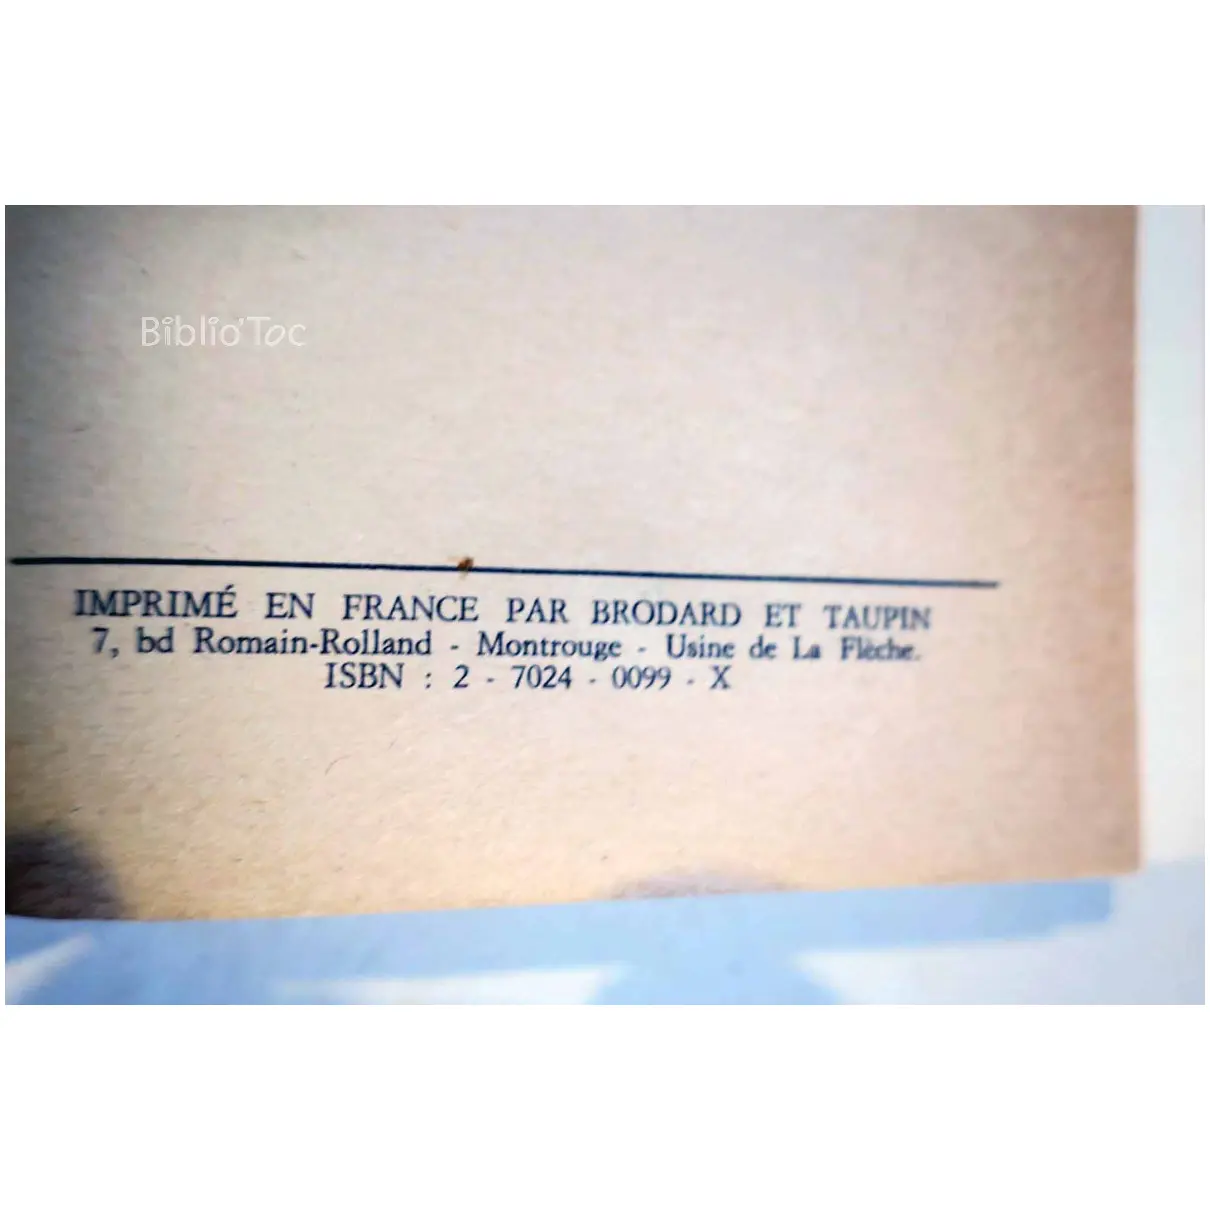 Biblio'Toc
IMPRIMÉ EN FRANCE PAR BRODARD ET TAUPIN
7, bd Romain-Rolland - Montrouge - Usine de La Flèche.
ISBN : 2 - 7024 - 0099 - X